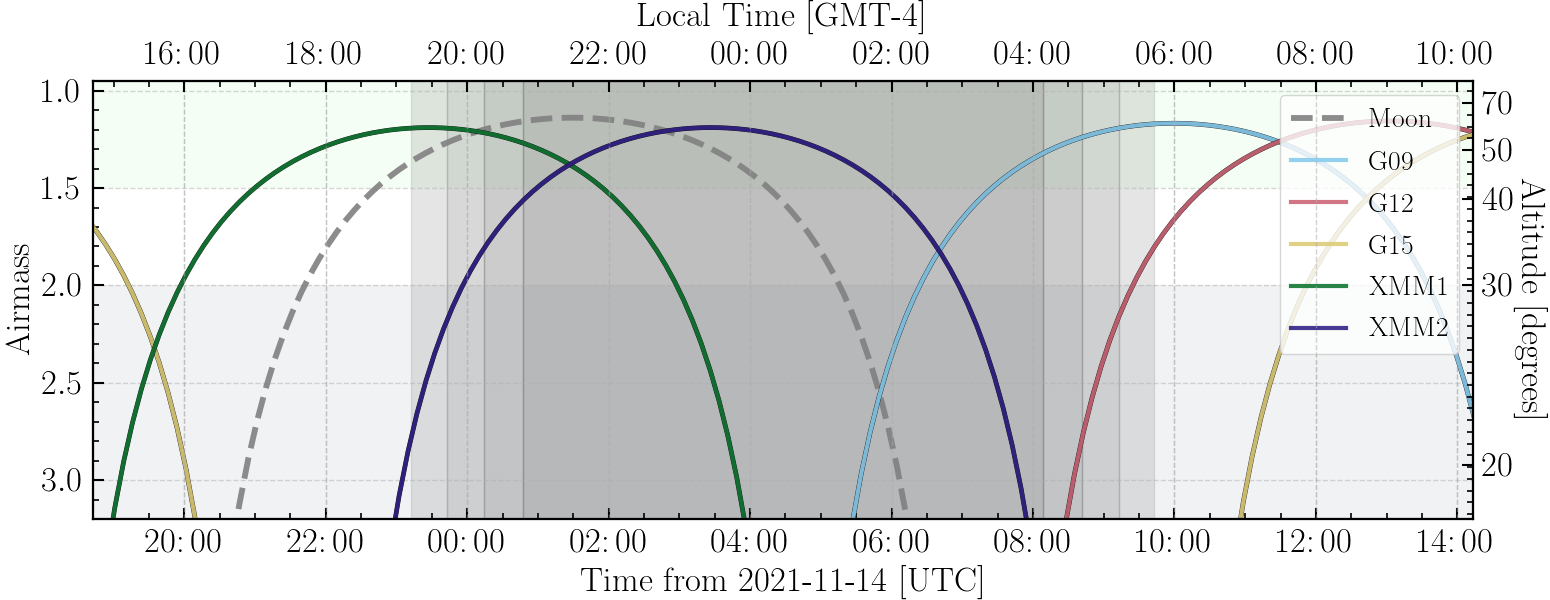 Local Time [GMT-4]
16:00 18:00 20:00 22:00 00:00 02:00 04:00 06:00 08:00 10:00
1.0
1.5
2.0
2.5
3.0
Airmass
Moon
G09
G12
G15
XMM1
XMM2
70
50
40
30
20
Altitude [degrees]
20:00 22:00 00:00 02:00 04:00 06:00 08:00 10:00 12:00 14:00
Time from 2021-11-14 [UTC]